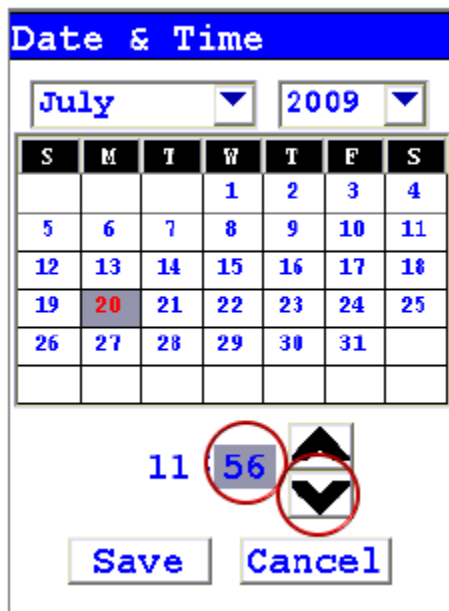 Date & Time
July 2009
S M T W T F S
1 2 3 4
5 6 7 8 9 10 11
12 13 14 15 16 17 18
19 20 21 22 23 24 25
26 27 28 29 30 31
11 56
Save Cancel